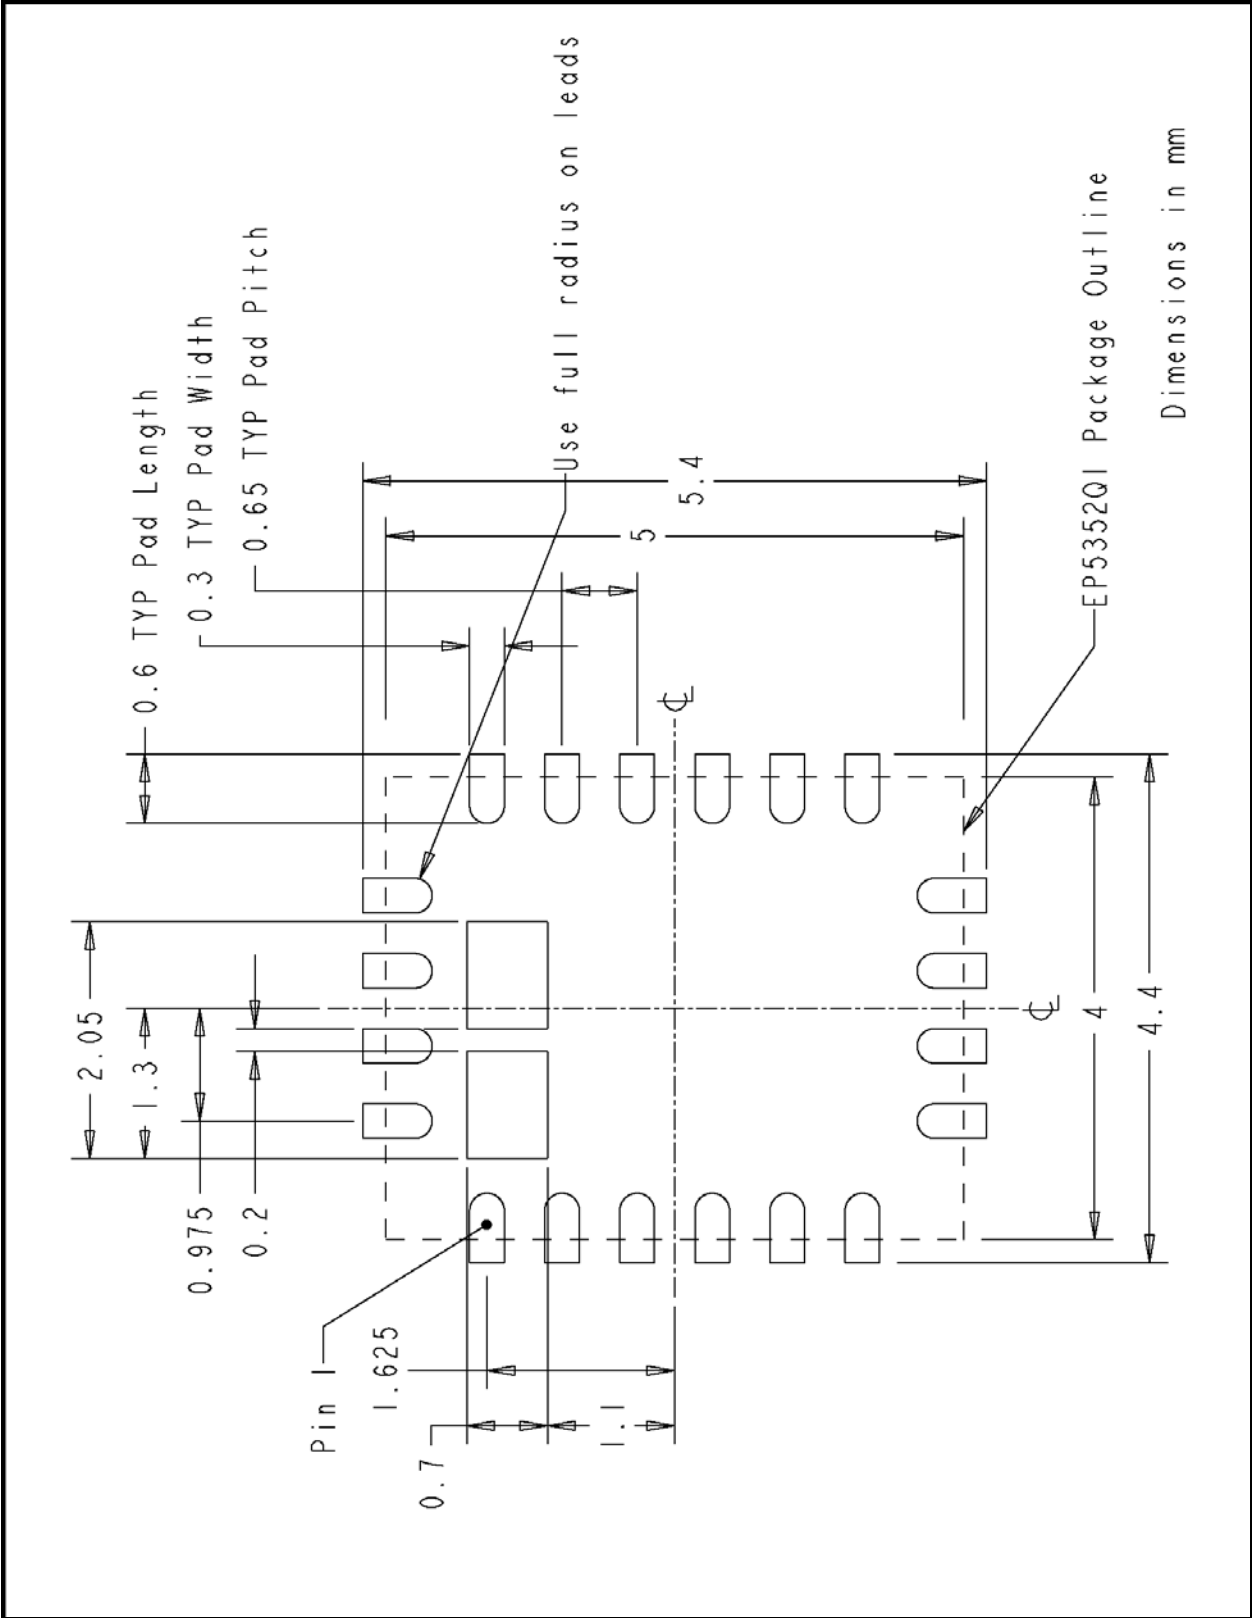 0.6 TYP Pad Length
0.3 TYP Pad Width
0.65 TYP Pad Pitch
Use full radius on leads
5.4
5
EP5352QI Package Outline
Dimensions in mm
2.05
1.3
0.975
0.2
4
4.4
Pin 1
1.625
0.7
1.1